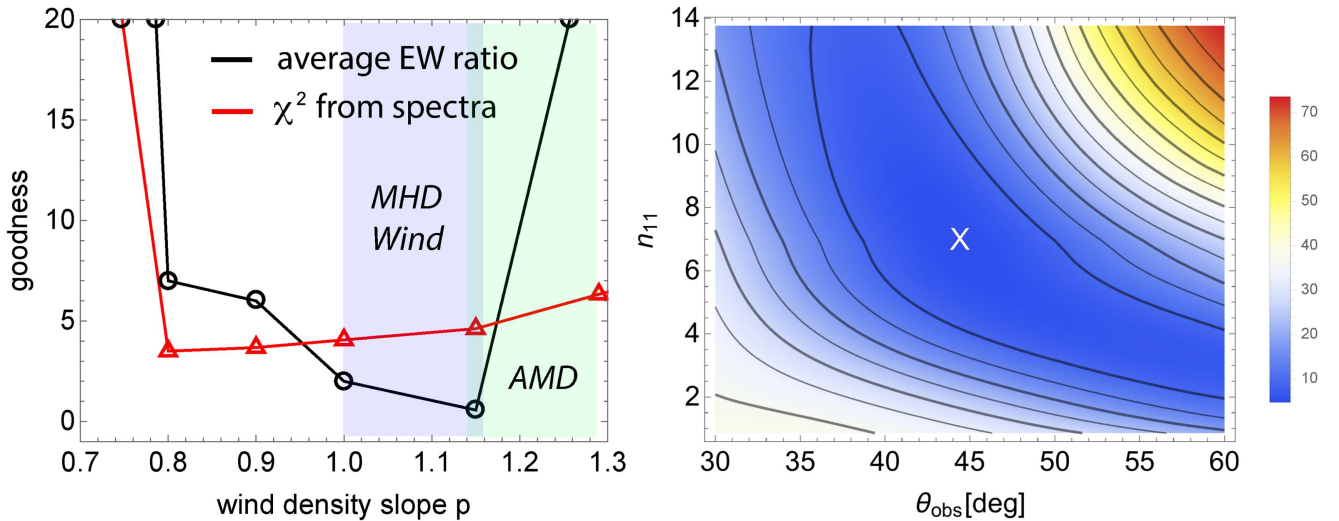 20
15
10
5
0
goodness
average EW ratio
χ² from spectra
MHD
Wind
AMD
0.7 0.8 0.9 1.0 1.1 1.2 1.3
wind density slope p
14
12
10
8
6
4
2
n₁₁
X
30 35 40 45 50 55 60
θobs[deg]
70
60
50
40
30
20
10